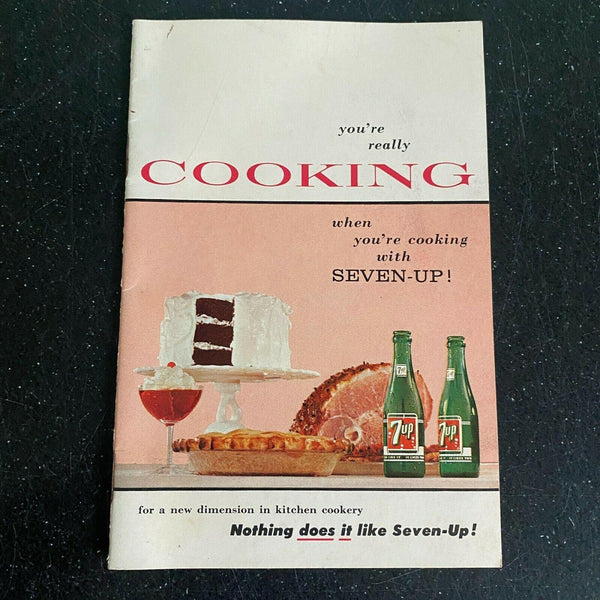 you're
really
COOKING
when
you're cooking
with
SEVEN-UP!
7up
7up
for a new dimension in kitchen cookery
Nothing does it like Seven-Up!